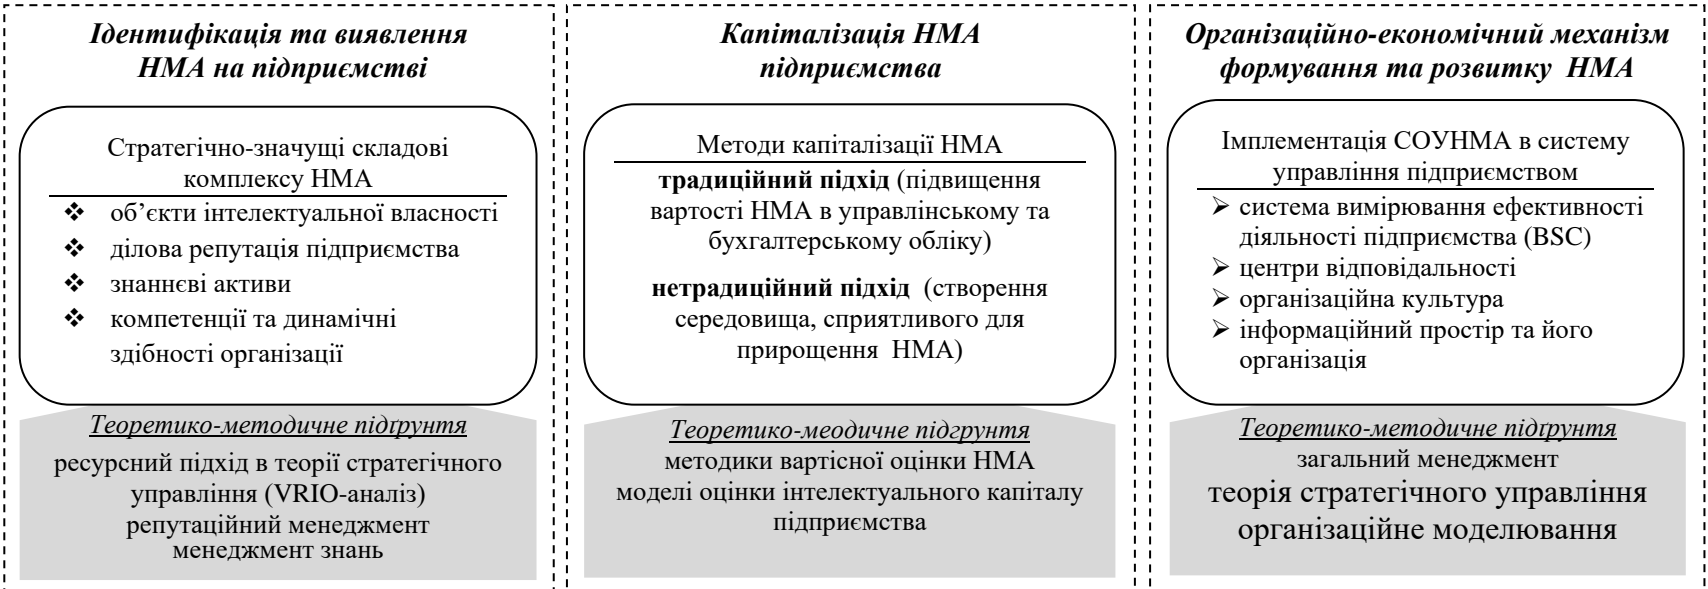 Ідентифікація та виявлення
НМА на підприємстві
Стратегічно-значущі складові
комплексу НМА
❖ об’єкти інтелектуальної власності
❖ ділова репутація підприємства
❖ знаннєві активи
❖ компетенції та динамічні
здібності організації
Теоретико-методичне підґрунтя
ресурсний підхід в теорії стратегічного
управління (VRIO-аналіз)
репутаційний менеджмент
менеджмент знань
Капіталізація НМА
підприємства
Методи капіталізації НМА
традиційний підхід (підвищення
вартості НМА в управлінському та
бухгалтерському обліку)
нетрадиційний підхід (створення
середовища, сприятливого для
прирощення НМА)
Теоретико-меодичне підгрунтя
методики вартісної оцінки НМА
моделі оцінки інтелектуального капіталу
підприємства
Організаційно-економічний механізм
формування та розвитку НМА
Імплементація СОУНМА в систему
управління підприємством
➢ система вимірювання ефективності
діяльності підприємства (BSC)
➢ центри відповідальності
➢ організаційна культура
➢ інформаційний простір та його
організація
Теоретико-методичне підґрунтя
загальний менеджмент
теорія стратегічного управління
організаційне моделювання